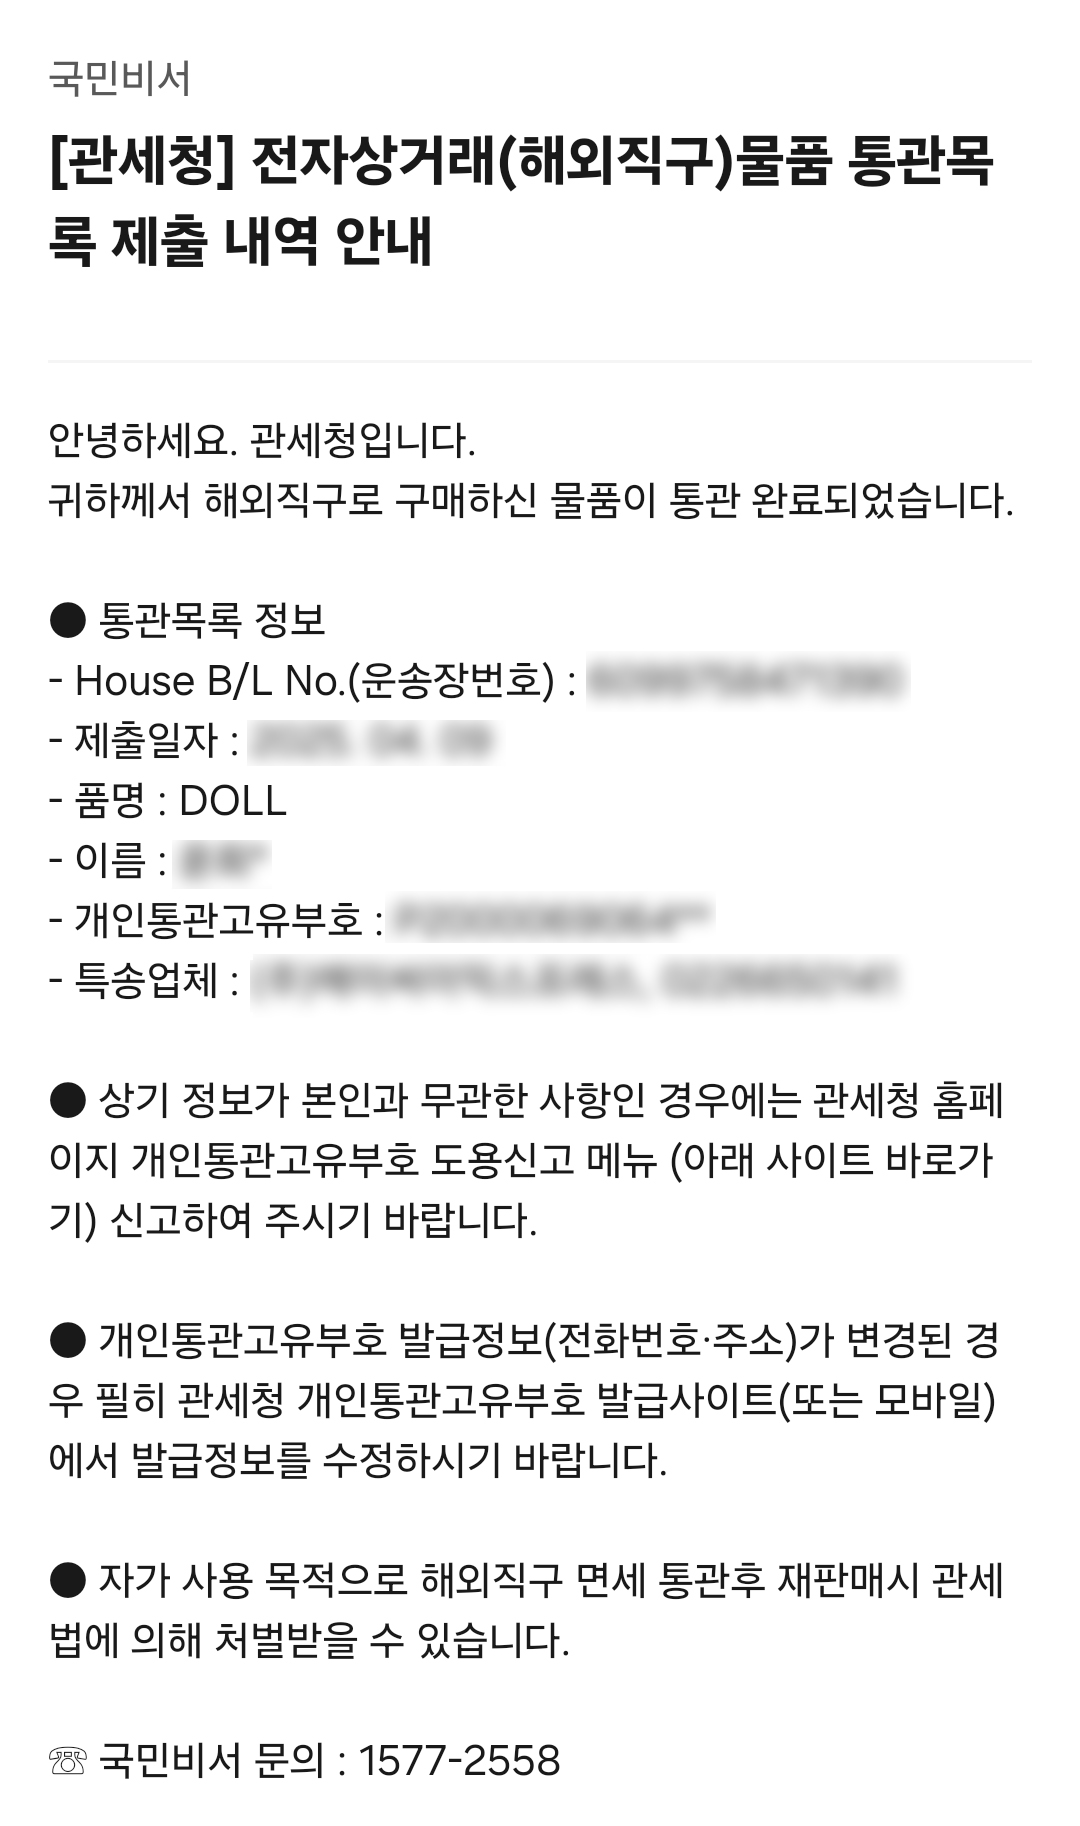 국민비서
[관세청] 전자상거래(해외직구)물품 통관목
록 제출 내역 안내
안녕하세요. 관세청입니다.
귀하께서 해외직구로 구매하신 물품이 통관 완료되었습니다.
● 통관목록 정보
- House B/L No.(운송장번호) :
- 제출일자 :
- 품명 : DOLL
- 이름 :
- 개인통관고유부호 :
- 특송업체 :
● 상기 정보가 본인과 무관한 사항인 경우에는 관세청 홈페
이지 개인통관고유부호 도용신고 메뉴 (아래 사이트 바로가
기) 신고하여 주시기 바랍니다.
● 개인통관고유부호 발급정보(전화번호·주소)가 변경된 경
우 필히 관세청 개인통관고유부호 발급사이트(또는 모바일)
에서 발급정보를 수정하시기 바랍니다.
● 자가 사용 목적으로 해외직구 면세 통관후 재판매시 관세
법에 의해 처벌받을 수 있습니다.
☏ 국민비서 문의 : 1577-2558